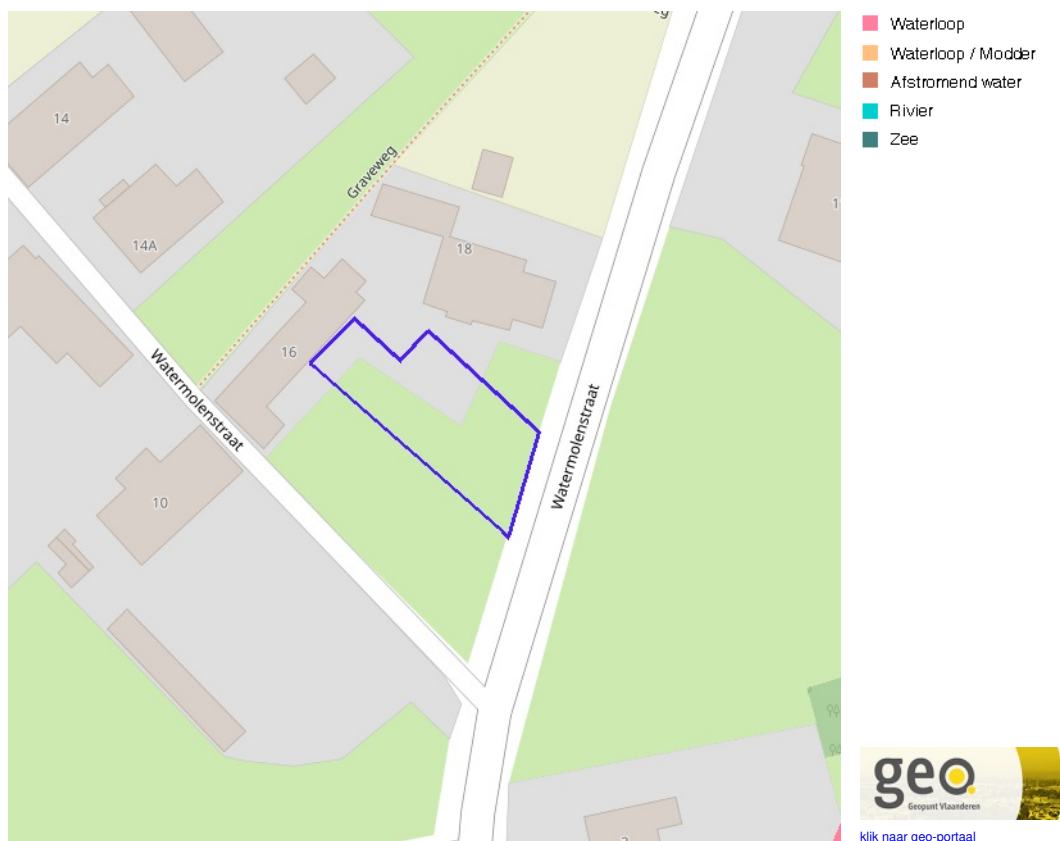 Waterloop
Waterloop / Modder
Afstromend water
Rivier
Zee
14
Graveweg
14A
18
16
Watermolenstraat
Watermolenstraat
10
geo
Geopunt Vlaanderen
klik naar geo-portaal